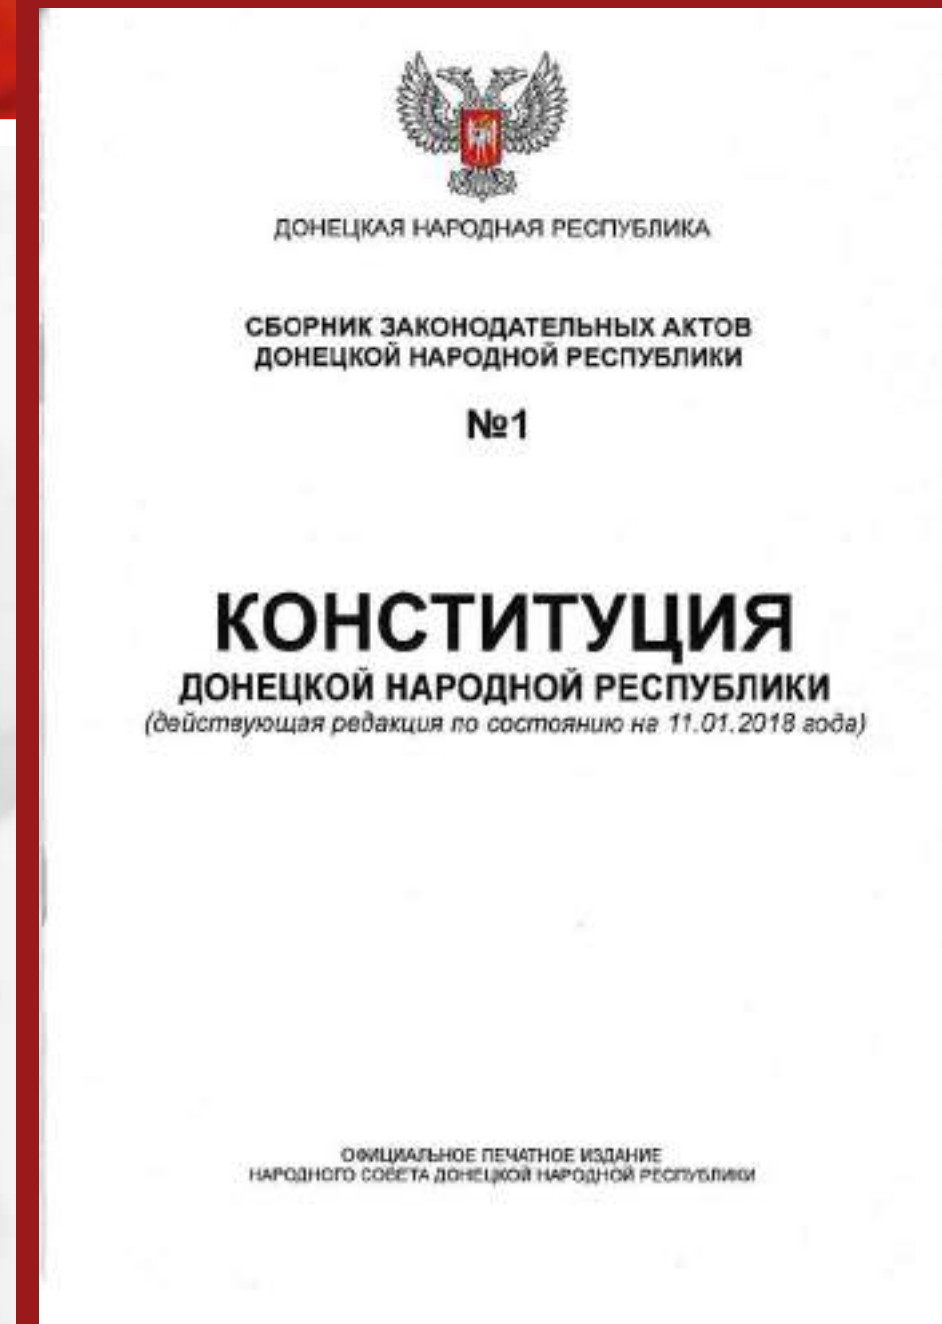 ДОНЕЦКАЯ НАРОДНАЯ РЕСПУБЛИКА
СБОРНИК ЗАКОНОДАТЕЛЬНЫХ АКТОВ
ДОНЕЦКОЙ НАРОДНОЙ РЕСПУБЛИКИ
№1
КОНСТИТУЦИЯ
ДОНЕЦКОЙ НАРОДНОЙ РЕСПУБЛИКИ
(действующая редакция по состоянию на 11.01.2018 года)
ОФИЦИАЛЬНОЕ ПЕЧАТНОЕ ИЗДАНИЕ
НАРОДНОГО СОВЕТА ДОНЕЦКОЙ НАРОДНОЙ РЕСПУБЛИКИ